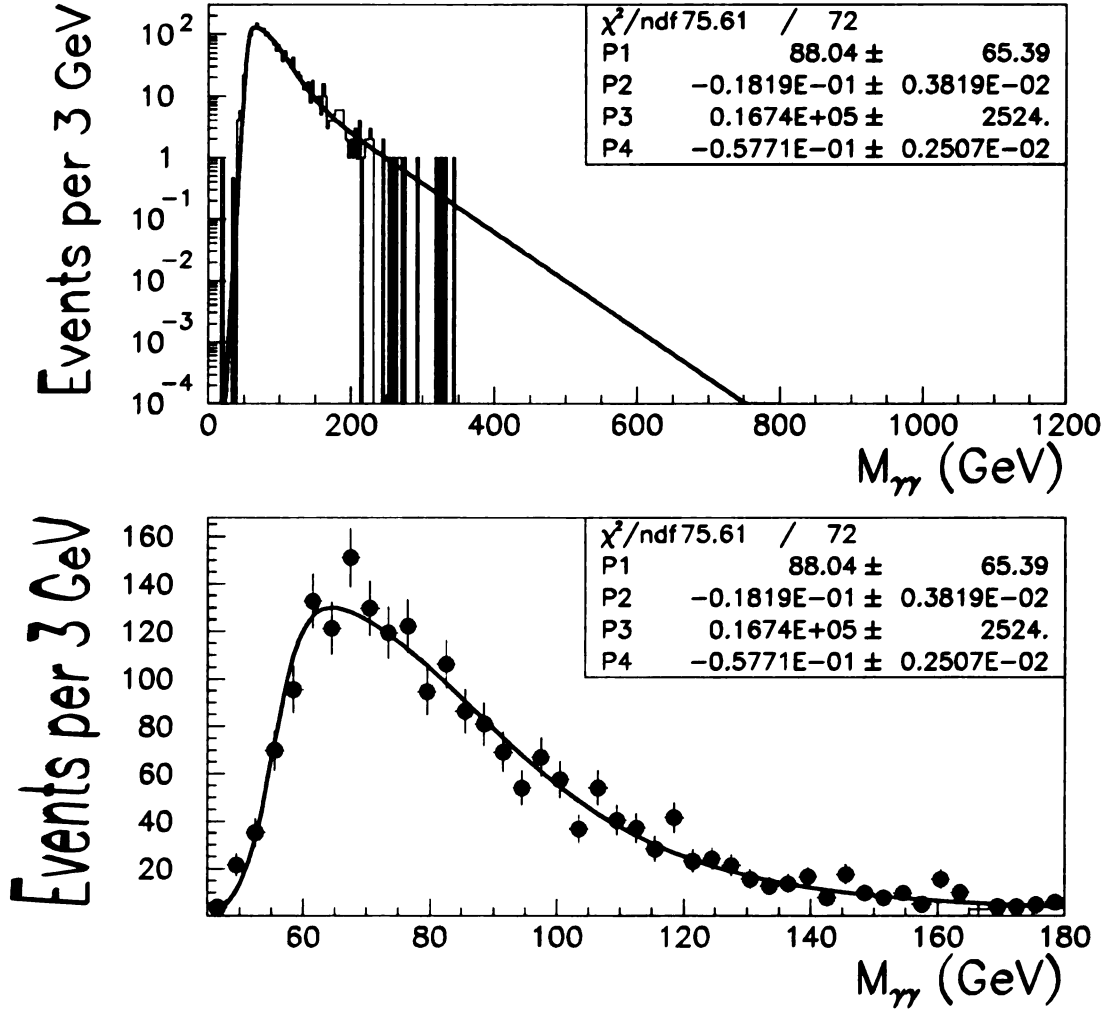 Events per 3 GeV
10²
10
1
10⁻¹
10⁻²
10⁻³
10⁻⁴
χ²/ndf 75.61 / 72
P1 88.04 ± 65.39
P2 −0.1819E−01 ± 0.3819E−02
P3 0.1674E+05 ± 2524.
P4 −0.5771E−01 ± 0.2507E−02
0 200 400 600 800 1000 1200
Mγγ (GeV)
Events per 3 GeV
160
140
120
100
80
60
40
20
χ²/ndf 75.61 / 72
P1 88.04 ± 65.39
P2 −0.1819E−01 ± 0.3819E−02
P3 0.1674E+05 ± 2524.
P4 −0.5771E−01 ± 0.2507E−02
60 80 100 120 140 160 180
Mγγ (GeV)